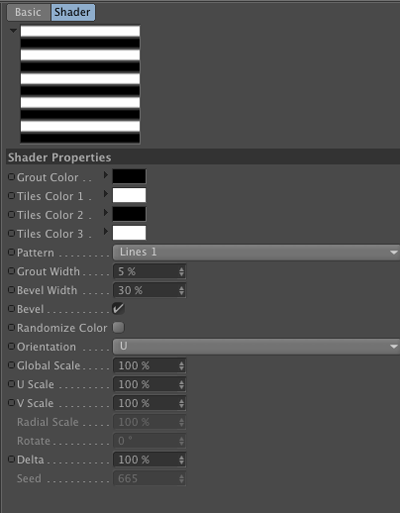 Basic Shader
Shader Properties
Grout Color . .
Tiles Color 1 .
Tiles Color 2 .
Tiles Color 3 .
Pattern . . . . . . . . . . Lines 1
Grout Width . . . . . 5 %
Bevel Width . . . . . 30 %
Bevel . . . . . . . . . . . .
Randomize Color
Orientation . . . . . . U
Global Scale . . . . . 100 %
U Scale . . . . . . . . . 100 %
V Scale . . . . . . . . . 100 %
Radial Scale . . . . . 100 %
Rotate . . . . . . . . . . 0 °
Delta . . . . . . . . . . . 100 %
Seed . . . . . . . . . . . 665